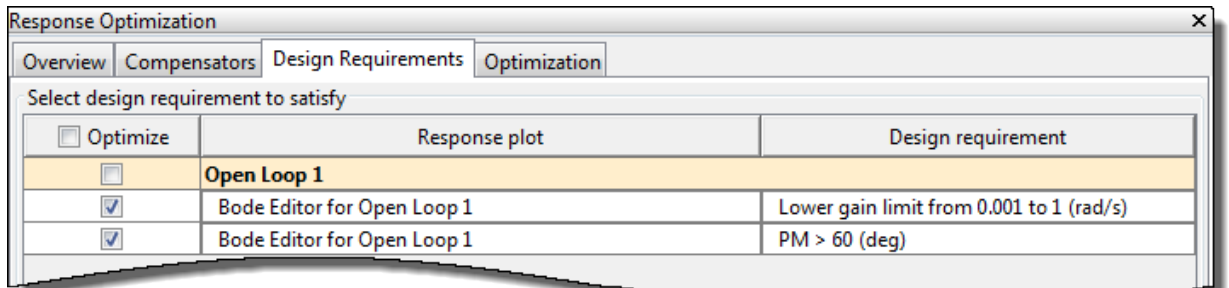 Response Optimization
Overview Compensators Design Requirements Optimization
Select design requirement to satisfy
Optimize Response plot Design requirement
Open Loop 1
Bode Editor for Open Loop 1 Lower gain limit from 0.001 to 1 (rad/s)
Bode Editor for Open Loop 1 PM > 60 (deg)